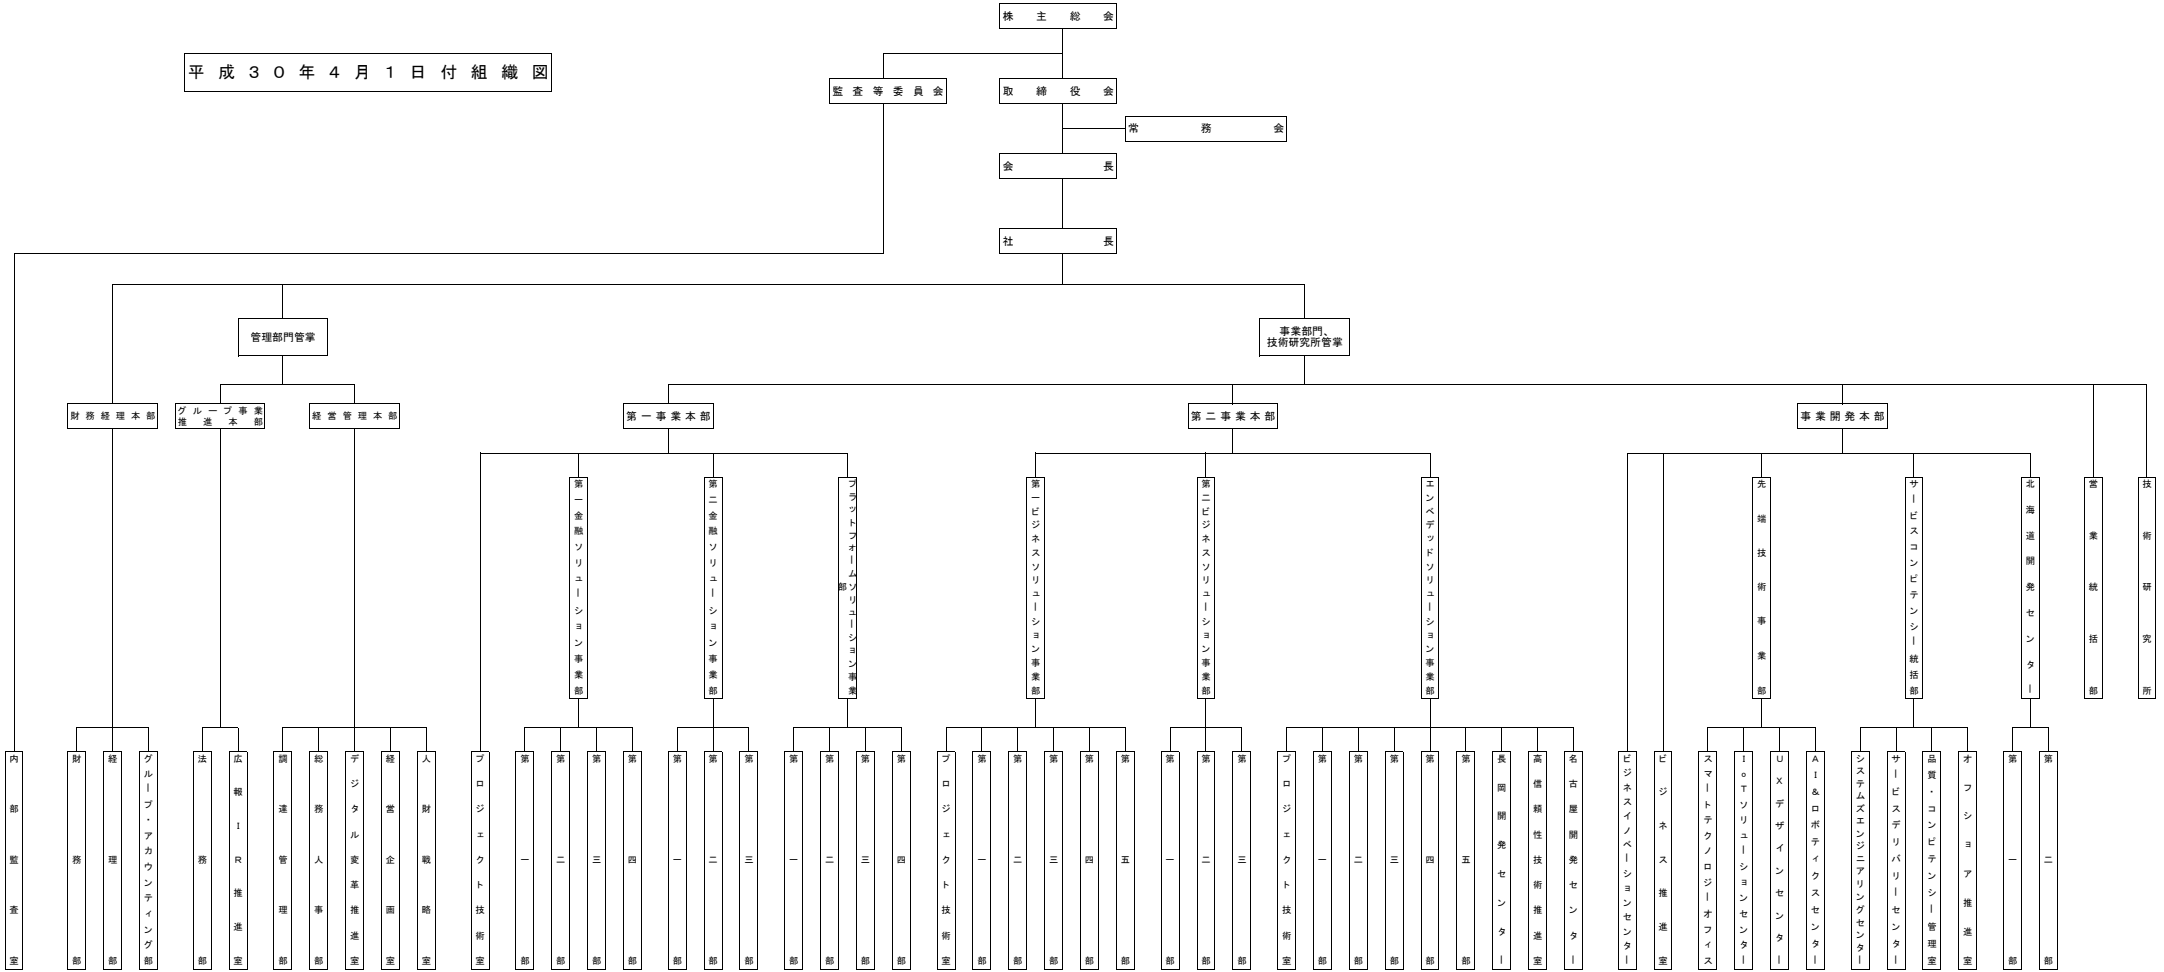 株主総会
平成３０年４月１日付組織図
監査等委員会
取締役会
常務会
会長
社長
管理部門管掌
事業部門、
技術研究所管掌
財務経理本部
グループ事業
推進本部
経営管理本部
第一事業本部
第二事業本部
事業開発本部
第一金融ソリューション事業部
第二金融ソリューション事業部
プラットフォームソリューション事業
部
第一ビジネスソリューション事業部
第二ビジネスソリューション事業部
エンベデッドソリューション事業部
先端技術事業部
サービスコンピテンシー統括部
北海道開発センター
営業統括部
技術研究所
内部監査室
財務部
経理部
グループ・アカウンティング部
法務部
広報ＩＲ推進室
調達管理部
総務人事部
デジタル変革推進室
経営企画室
人財戦略室
プロジェクト技術室
第一部
第二部
第三部
第四部
第一部
第二部
第三部
第一部
第二部
第三部
第四部
プロジェクト技術室
第一部
第二部
第三部
第四部
第五部
第一部
第二部
第三部
プロジェクト技術室
第一部
第二部
第三部
第四部
第五部
長岡開発センター
高信頼性技術推進室
名古屋開発センター
ビジネスイノベーションセンター
ビジネス推進室
スマートテクノロジーオフィス
ＩｏＴソリューションセンター
ＵＸデザインセンター
ＡＩ＆ロボティクスセンター
システムズエンジニアリングセンター
サービスデリバリーセンター
品質・コンピテンシー管理室
オフショア推進室
第一部
第二部